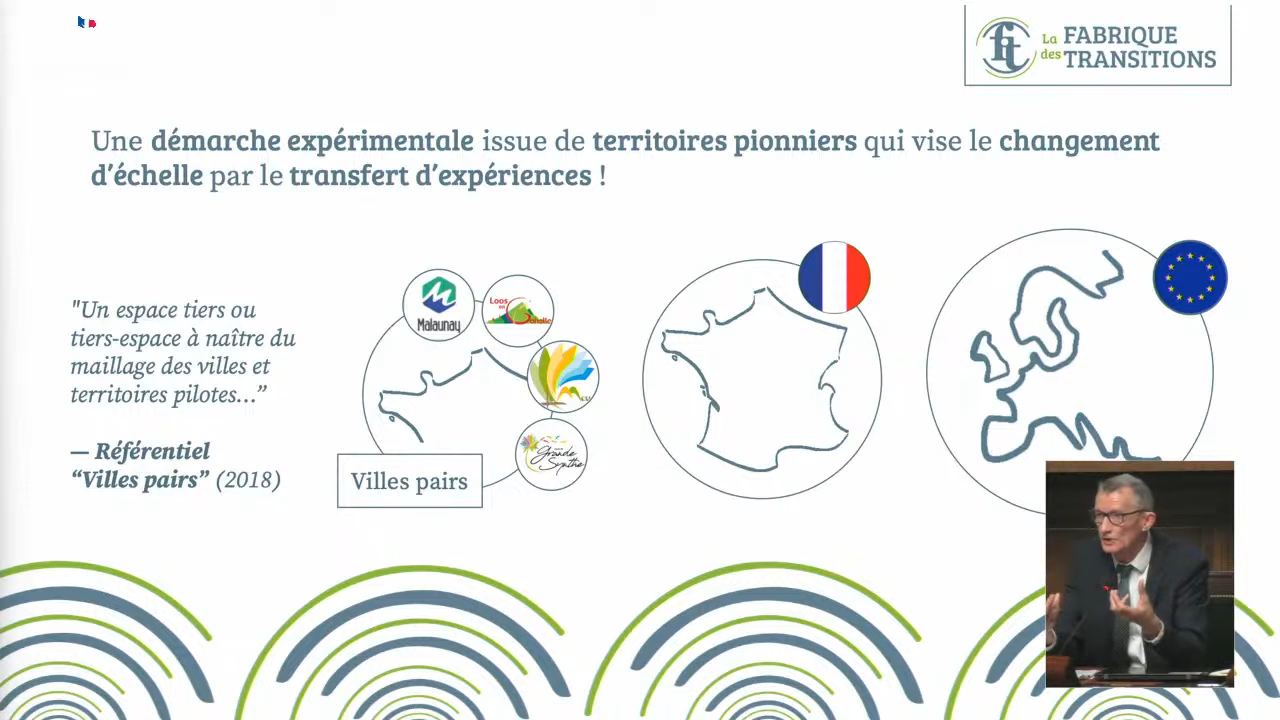 La FABRIQUE
des TRANSITIONS
Une démarche expérimentale issue de territoires pionniers qui vise le changement
d’échelle par le transfert d’expériences !
"Un espace tiers ou
tiers-espace à naître du
maillage des villes et
territoires pilotes…”
— Référentiel
“Villes pairs” (2018)
Malaunay
Loos
en
Gohelle
Grande
Synthe
Villes pairs